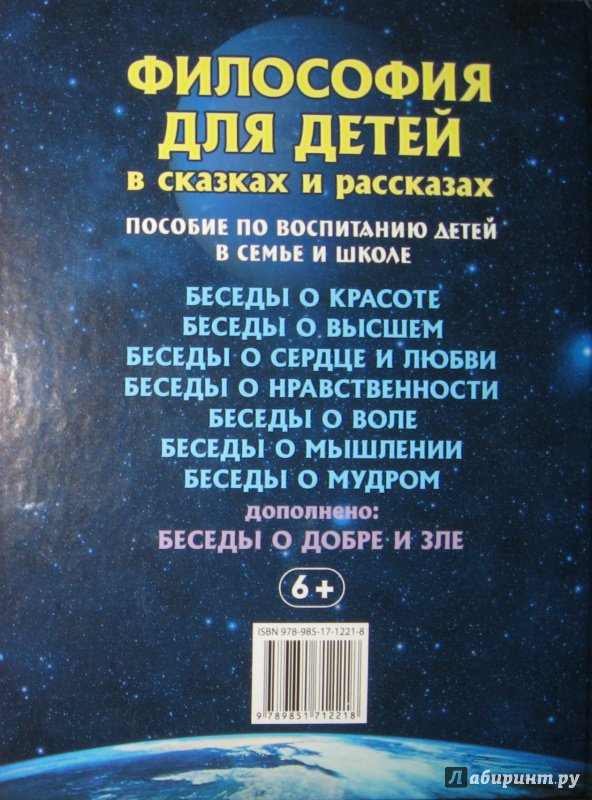 ФИЛОСОФИЯ
ДЛЯ ДЕТЕЙ
в сказках и рассказах
ПОСОБИЕ ПО ВОСПИТАНИЮ ДЕТЕЙ
В СЕМЬЕ И ШКОЛЕ
БЕСЕДЫ О КРАСОТЕ
БЕСЕДЫ О ВЫСШЕМ
БЕСЕДЫ О СЕРДЦЕ И ЛЮБВИ
БЕСЕДЫ О НРАВСТВЕННОСТИ
БЕСЕДЫ О ВОЛЕ
БЕСЕДЫ О МЫШЛЕНИИ
БЕСЕДЫ О МУДРОМ
дополнено:
БЕСЕДЫ О ДОБРЕ И ЗЛЕ
6+
ISBN 978-985-17-1221-8
9 789851 712218
Лабиринт.ру